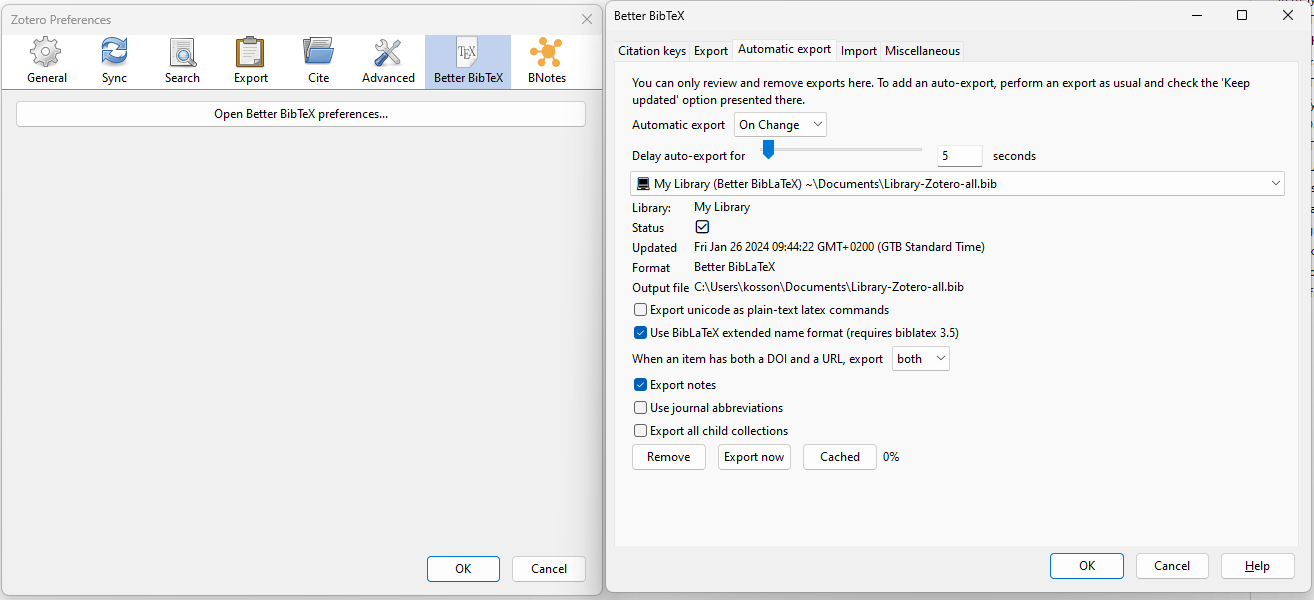 Zotero Preferences
General
Sync
Search
Export
Cite
Advanced
TEX
Better BibTeX
BNotes
Open Better BibTeX preferences...
OK
Cancel
Better BibTeX
Citation keys
Export
Automatic export
Import
Miscellaneous
You can only review and remove exports here. To add an auto-export, perform an export as usual and check the 'Keep
updated' option presented there.
Automatic export On Change
Delay auto-export for 5 seconds
My Library (Better BibLaTeX) ~\Documents\Library-Zotero-all.bib
Library: My Library
Status
Updated Fri Jan 26 2024 09:44:22 GMT+0200 (GTB Standard Time)
Format Better BibLaTeX
Output file C:\Users\kosson\Documents\Library-Zotero-all.bib
Export unicode as plain-text latex commands
Use BibLaTeX extended name format (requires biblatex 3.5)
When an item has both a DOI and a URL, export both
Export notes
Use journal abbreviations
Export all child collections
Remove
Export now
Cached
0%
OK
Cancel
Help